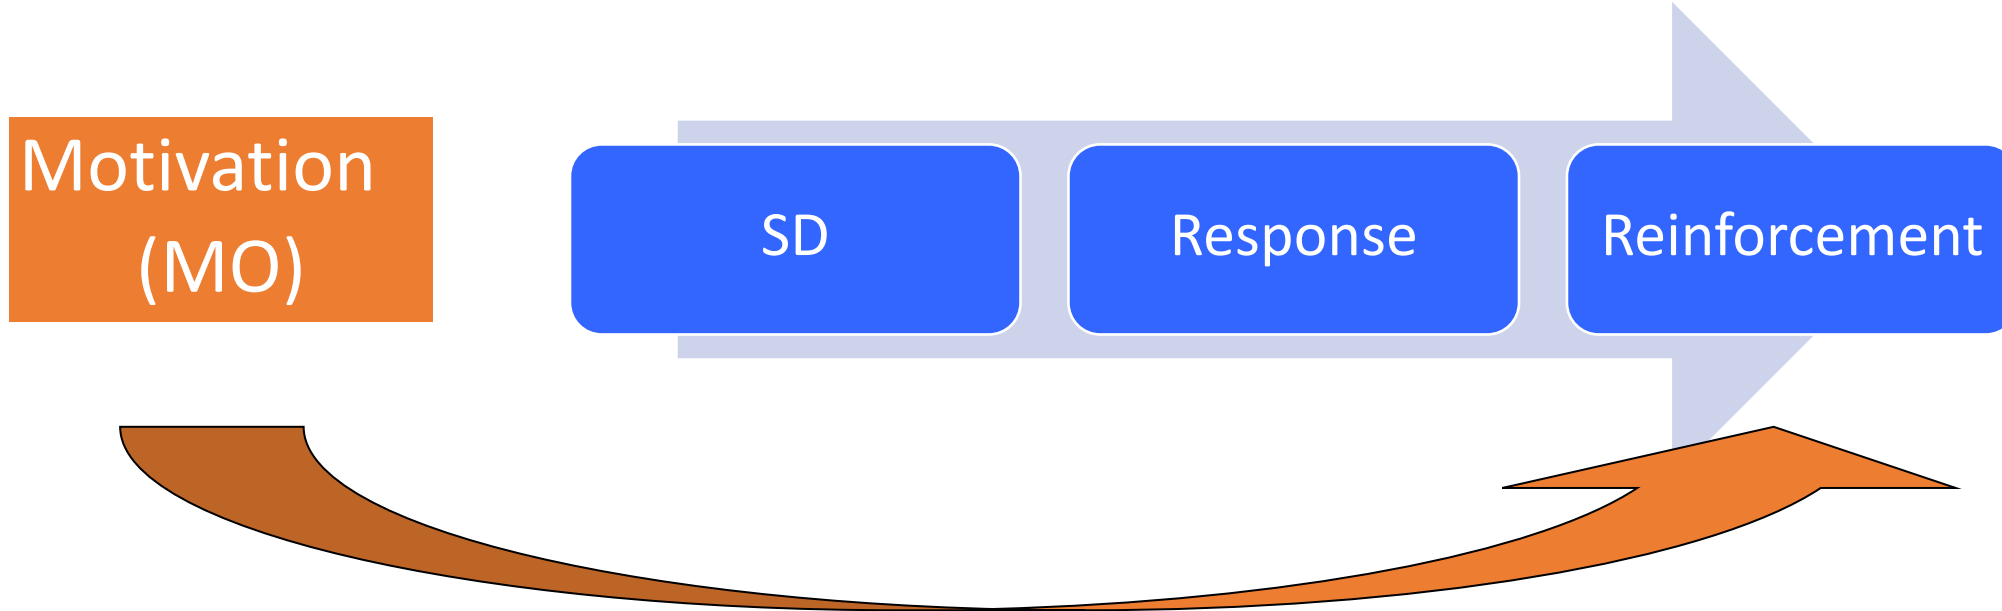 Motivation
(MO)
SD
Response
Reinforcement